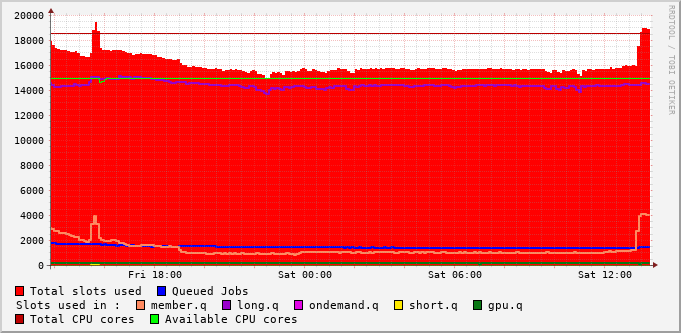 20000
18000
16000
14000
12000
10000
8000
6000
4000
2000
0
Fri 18:00 Sat 00:00 Sat 06:00 Sat 12:00
RRDTOOL / TOBI OETIKER
Total slots used Queued Jobs
Slots used in : member.q long.q ondemand.q short.q gpu.q
Total CPU cores Available CPU cores